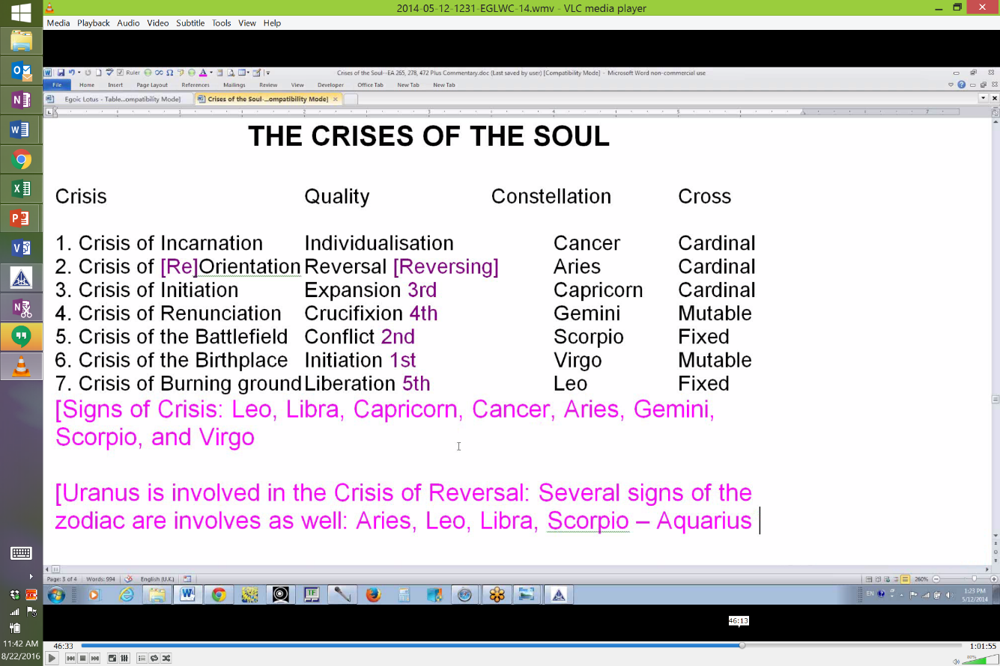 2014-05-12-1231-EGLWC-14.wmv - VLC media player
Media Playback Audio Video Subtitle Tools View Help
Ruler
Crises of the Soul--EA 265, 278, 472 Plus Commentary.doc (Last saved by user) [Compatibility Mode] - Microsoft Word non-commercial use
File Home Insert Page Layout References Mailings Review View Developer Office Tab New Tab New Tab
Egoic Lotus - Table...ompatibility Mode] Crises of the Soul-...ompatibility Mode]
1 2 3 4 5 7
THE CRISES OF THE SOUL
Crisis Quality Constellation Cross
1. Crisis of Incarnation Individualisation Cancer Cardinal
2. Crisis of [Re]Orientation Reversal [Reversing] Aries Cardinal
3. Crisis of Initiation Expansion 3rd Capricorn Cardinal
4. Crisis of Renunciation Crucifixion 4th Gemini Mutable
5. Crisis of the Battlefield Conflict 2nd Scorpio Fixed
6. Crisis of the Birthplace Initiation 1st Virgo Mutable
7. Crisis of Burning ground Liberation 5th Leo Fixed
[Signs of Crisis: Leo, Libra, Capricorn, Cancer, Aries, Gemini,
Scorpio, and Virgo
[Uranus is involved in the Crisis of Reversal: Several signs of the
zodiac are involves as well: Aries, Leo, Libra, Scorpio – Aquarius
Page: 3 of 4 Words: 994 English (U.K.) 260%
EN 1:23 PM
5/12/2014
46:13
46:33 1:01:55
11:42 AM
8/22/2016
80%